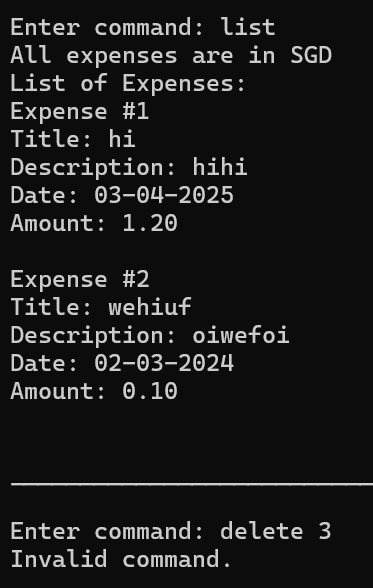 Enter command: list
All expenses are in SGD
List of Expenses:
Expense #1
Title: hi
Description: hihi
Date: 03-04-2025
Amount: 1.20
Expense #2
Title: wehiuf
Description: oiwefoi
Date: 02-03-2024
Amount: 0.10
Enter command: delete 3
Invalid command.